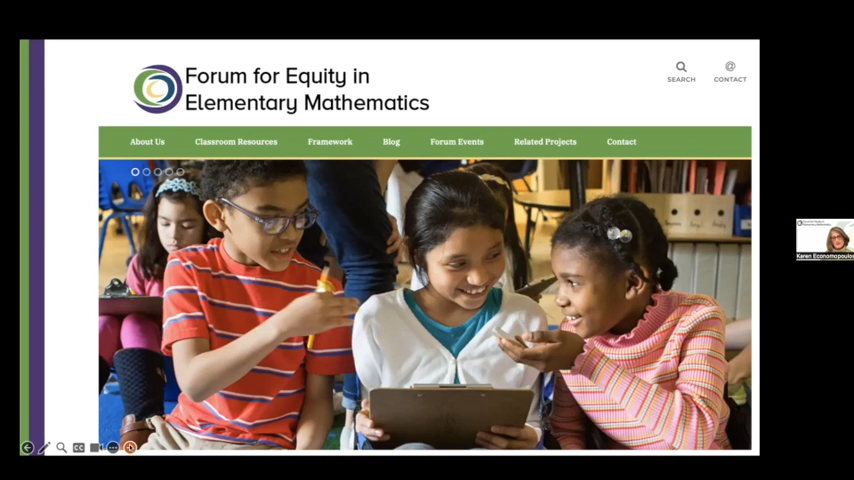 Forum for Equity in
Elementary Mathematics
SEARCH
CONTACT
About Us Classroom Resources Framework Blog Forum Events Related Projects Contact
CC
Karen Economopoulos